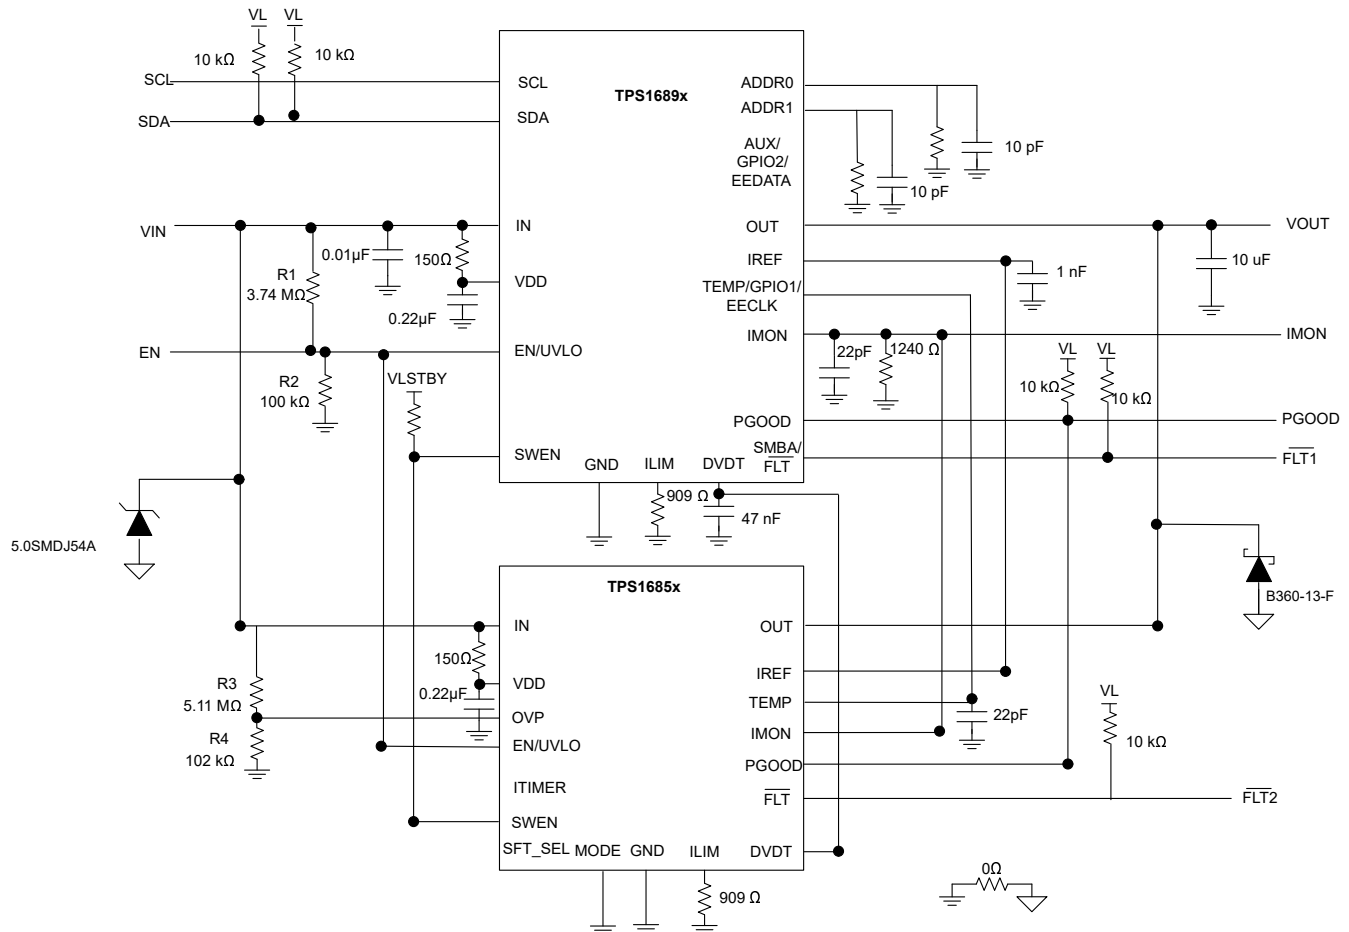 VL
VL
10 kΩ
10 kΩ
SCL
SDA
SCL
SDA
TPS1689x
ADDR0
ADDR1
AUX/
GPIO2/
EEDATA
10 pF
10 pF
VIN
IN
OUT
VOUT
R1
3.74 MΩ
0.01µF
150Ω
VDD
0.22µF
IREF
1 nF
10 uF
TEMP/GPIO1/
EECLK
IMON
IMON
EN
EN/UVLO
22pF
1240 Ω
R2
100 kΩ
VLSTBY
VL
VL
10 kΩ
10 kΩ
PGOOD
PGOOD
SWEN
GND
ILIM
DVDT
SMBA/
FLT
FLT1
909 Ω
47 nF
5.0SMDJ54A
B360-13-F
TPS1685x
IN
OUT
150Ω
VDD
0.22µF
R3
5.11 MΩ
OVP
R4
102 kΩ
EN/UVLO
ITIMER
SWEN
SFT_SEL
MODE
GND
ILIM
DVDT
IREF
TEMP
22pF
IMON
PGOOD
VL
10 kΩ
FLT
FLT2
909 Ω
0Ω